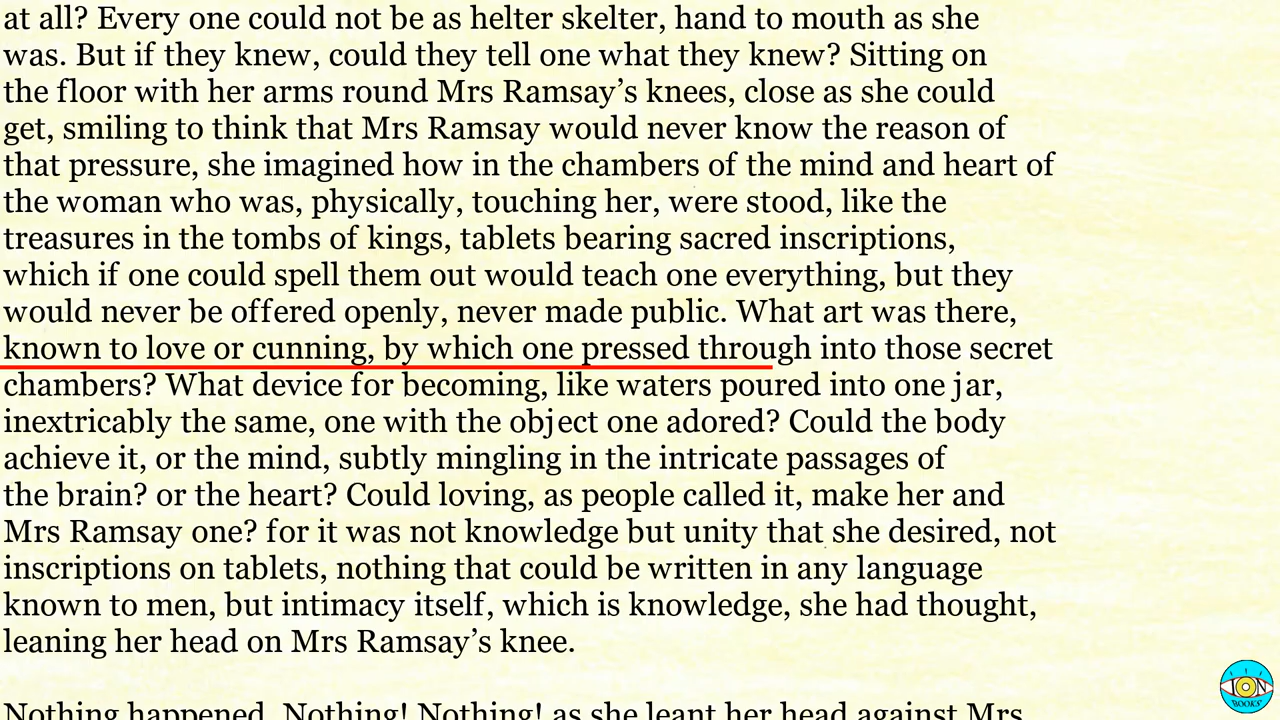 at all? Every one could not be as helter skelter, hand to mouth as she
was. But if they knew, could they tell one what they knew? Sitting on
the floor with her arms round Mrs Ramsay’s knees, close as she could
get, smiling to think that Mrs Ramsay would never know the reason of
that pressure, she imagined how in the chambers of the mind and heart of
the woman who was, physically, touching her, were stood, like the
treasures in the tombs of kings, tablets bearing sacred inscriptions,
which if one could spell them out would teach one everything, but they
would never be offered openly, never made public. What art was there,
known to love or cunning, by which one pressed through into those secret
chambers? What device for becoming, like waters poured into one jar,
inextricably the same, one with the object one adored? Could the body
achieve it, or the mind, subtly mingling in the intricate passages of
the brain? or the heart? Could loving, as people called it, make her and
Mrs Ramsay one? for it was not knowledge but unity that she desired, not
inscriptions on tablets, nothing that could be written in any language
known to men, but intimacy itself, which is knowledge, she had thought,
leaning her head on Mrs Ramsay’s knee.
Nothing happened. Nothing! Nothing! as she leant her head against Mrs
ION
BOOKS